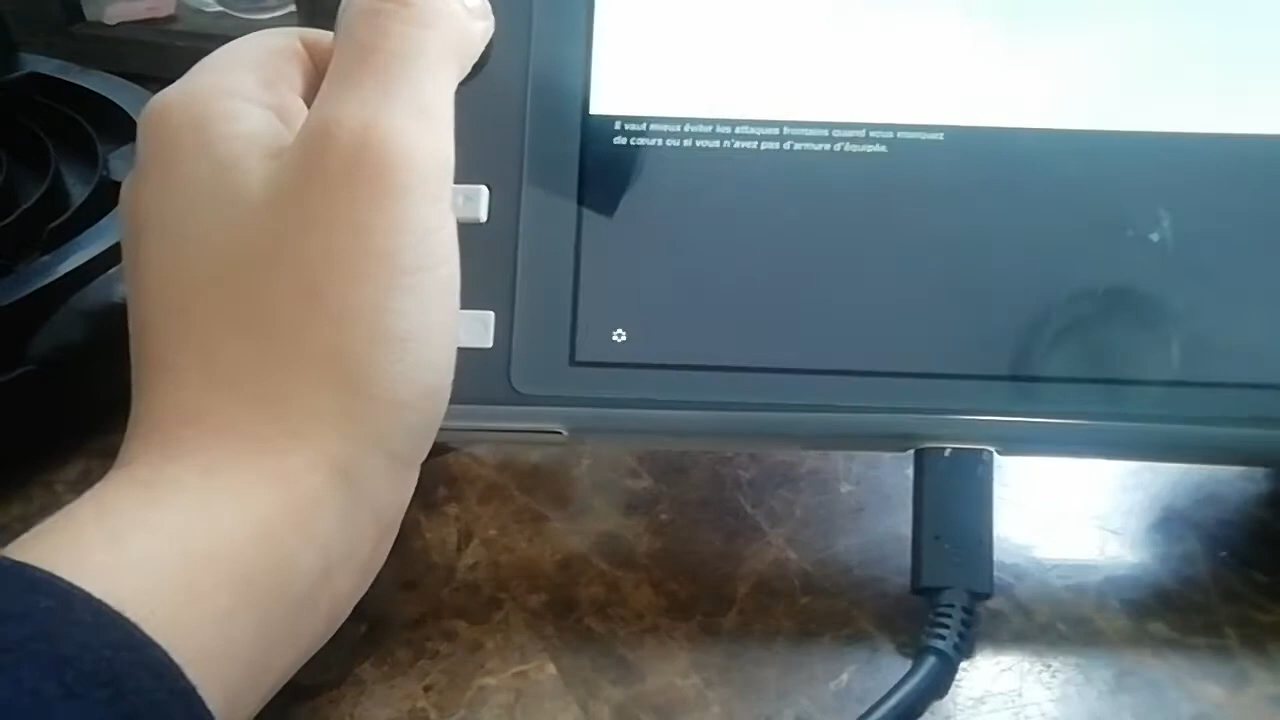 Il vaut mieux éviter les attaques frontales quand vous manquez
de cœurs ou si vous n'avez pas d'armure d'équipée.